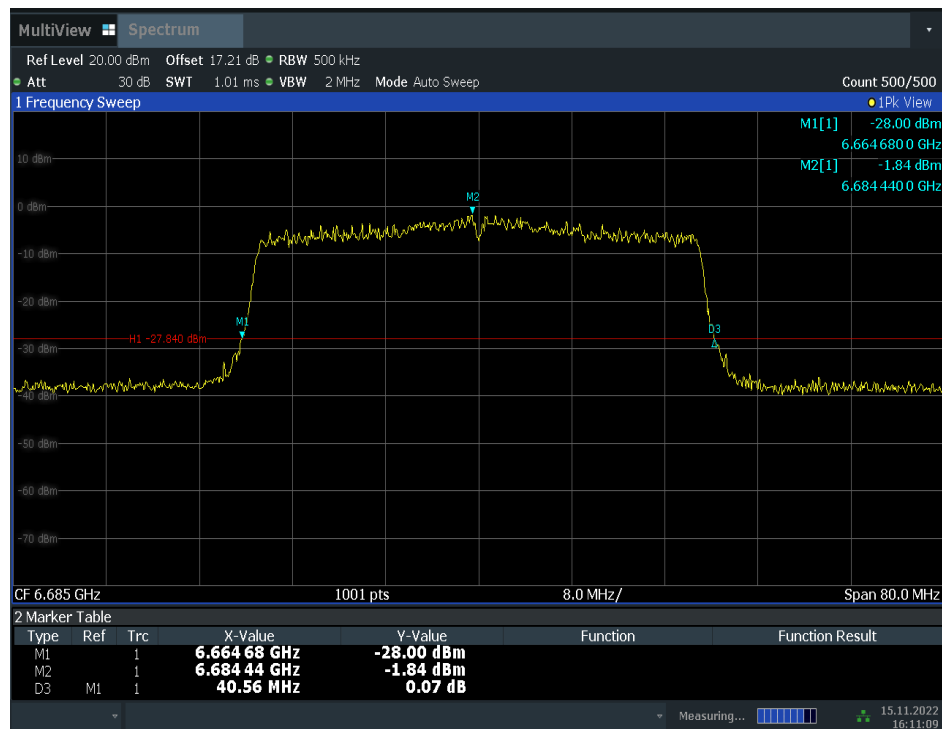 MultiView Spectrum
Ref Level 20.00 dBm Offset 17.21 dB RBW 500 kHz
Att 30 dB SWT 1.01 ms VBW 2 MHz Mode Auto Sweep Count 500/500
1 Frequency Sweep 1Pk View
M1[1] -28.00 dBm
6.664 680 0 GHz
M2[1] -1.84 dBm
6.684 440 0 GHz
10 dBm
M2
0 dBm
-10 dBm
-20 dBm
M1
D3
H1 -27.840 dBm
-30 dBm
-40 dBm
-50 dBm
-60 dBm
-70 dBm
CF 6.685 GHz 1001 pts 8.0 MHz/ Span 80.0 MHz
2 Marker Table
Type Ref Trc X-Value Y-Value Function Function Result
M1 1 6.664 68 GHz -28.00 dBm
M2 1 6.684 44 GHz -1.84 dBm
D3 M1 1 40.56 MHz 0.07 dB
Measuring... 15.11.2022
16:11:09